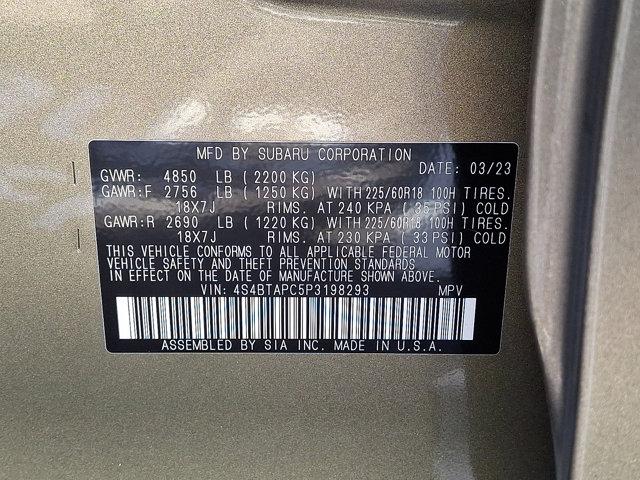 MFD BY SUBARU CORPORATION
DATE: 03/23
GVWR: 4850 LB ( 2200 KG)
GAWR:F 2756 LB ( 1250 KG) WITH 225/60R18 100H TIRES.
18X7J RIMS. AT 240 KPA ( 35 PSI) COLD
GAWR:R 2690 LB ( 1220 KG) WITH 225/60R18 100H TIRES.
18X7J RIMS. AT 230 KPA ( 33 PSI) COLD
THIS VEHICLE CONFORMS TO ALL APPLICABLE FEDERAL MOTOR
VEHICLE SAFETY AND THEFT PREVENTION STANDARDS
IN EFFECT ON THE DATE OF MANUFACTURE SHOWN ABOVE.
VIN: 4S4BTAPC5P3198293 MPV
ASSEMBLED BY SIA INC. MADE IN U.S.A.